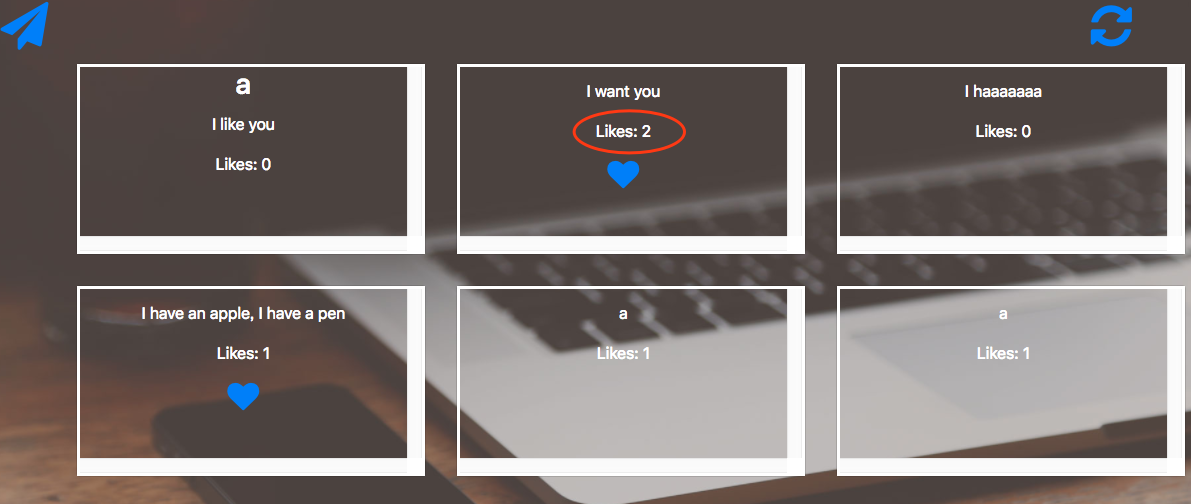 a
I like you
Likes: 0
I want you
Likes: 2
I haaaaaaa
Likes: 0
I have an apple, I have a pen
Likes: 1
a
Likes: 1
a
Likes: 1